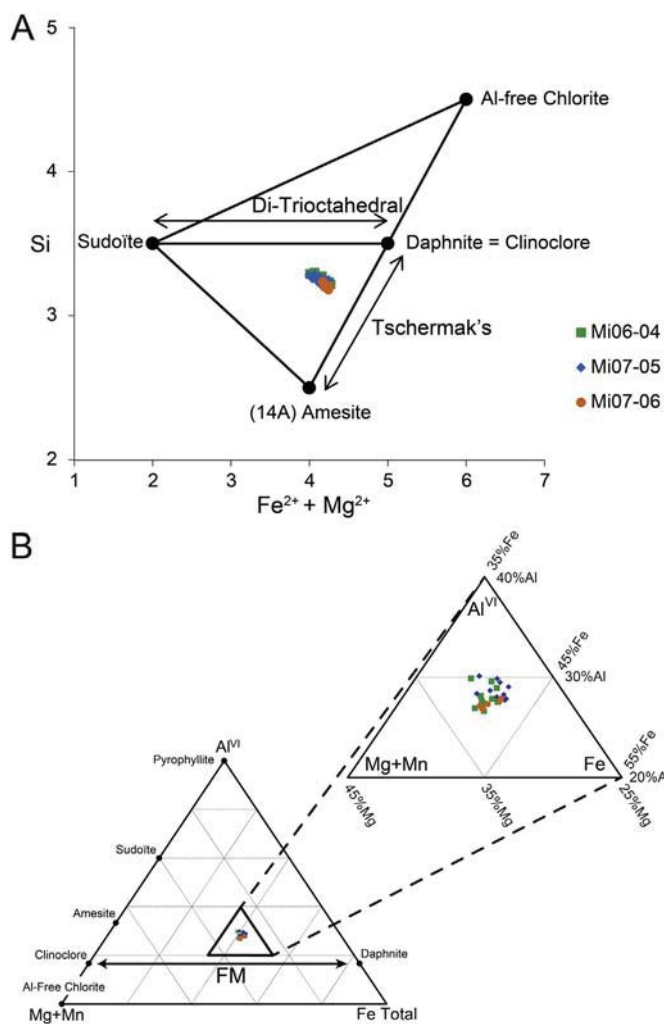 A
5
4
Si
3
2
1
2
3
4
5
6
7
Fe²⁺ + Mg²⁺
Al-free Chlorite
Di-Trioctahedral
Sudoïte
Daphnite = Clinoclore
Tschermak's
(14A) Amesite
Mi06-04
Mi07-05
Mi07-06
B
35%Fe
40%Al
Alⱽᴵ
45%Fe
30%Al
Mg+Mn
Fe
55%Fe
20%A
45%Mg
35%Mg
25%Mg
Alⱽᴵ
Pyrophyllite
Sudoïte
Amesite
Clinoclore
Daphnite
FM
Al-Free Chlorite
Mg+Mn
Fe Total